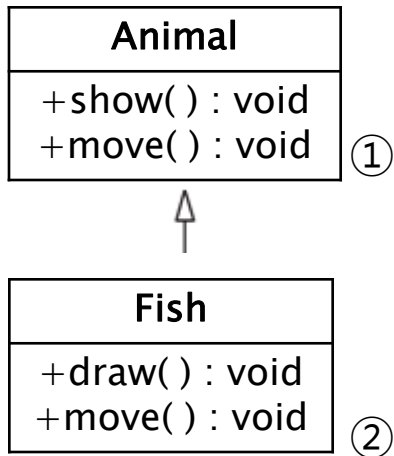 Animal
+show( ) : void
+move( ) : void
①
Fish
+draw( ) : void
+move( ) : void
②